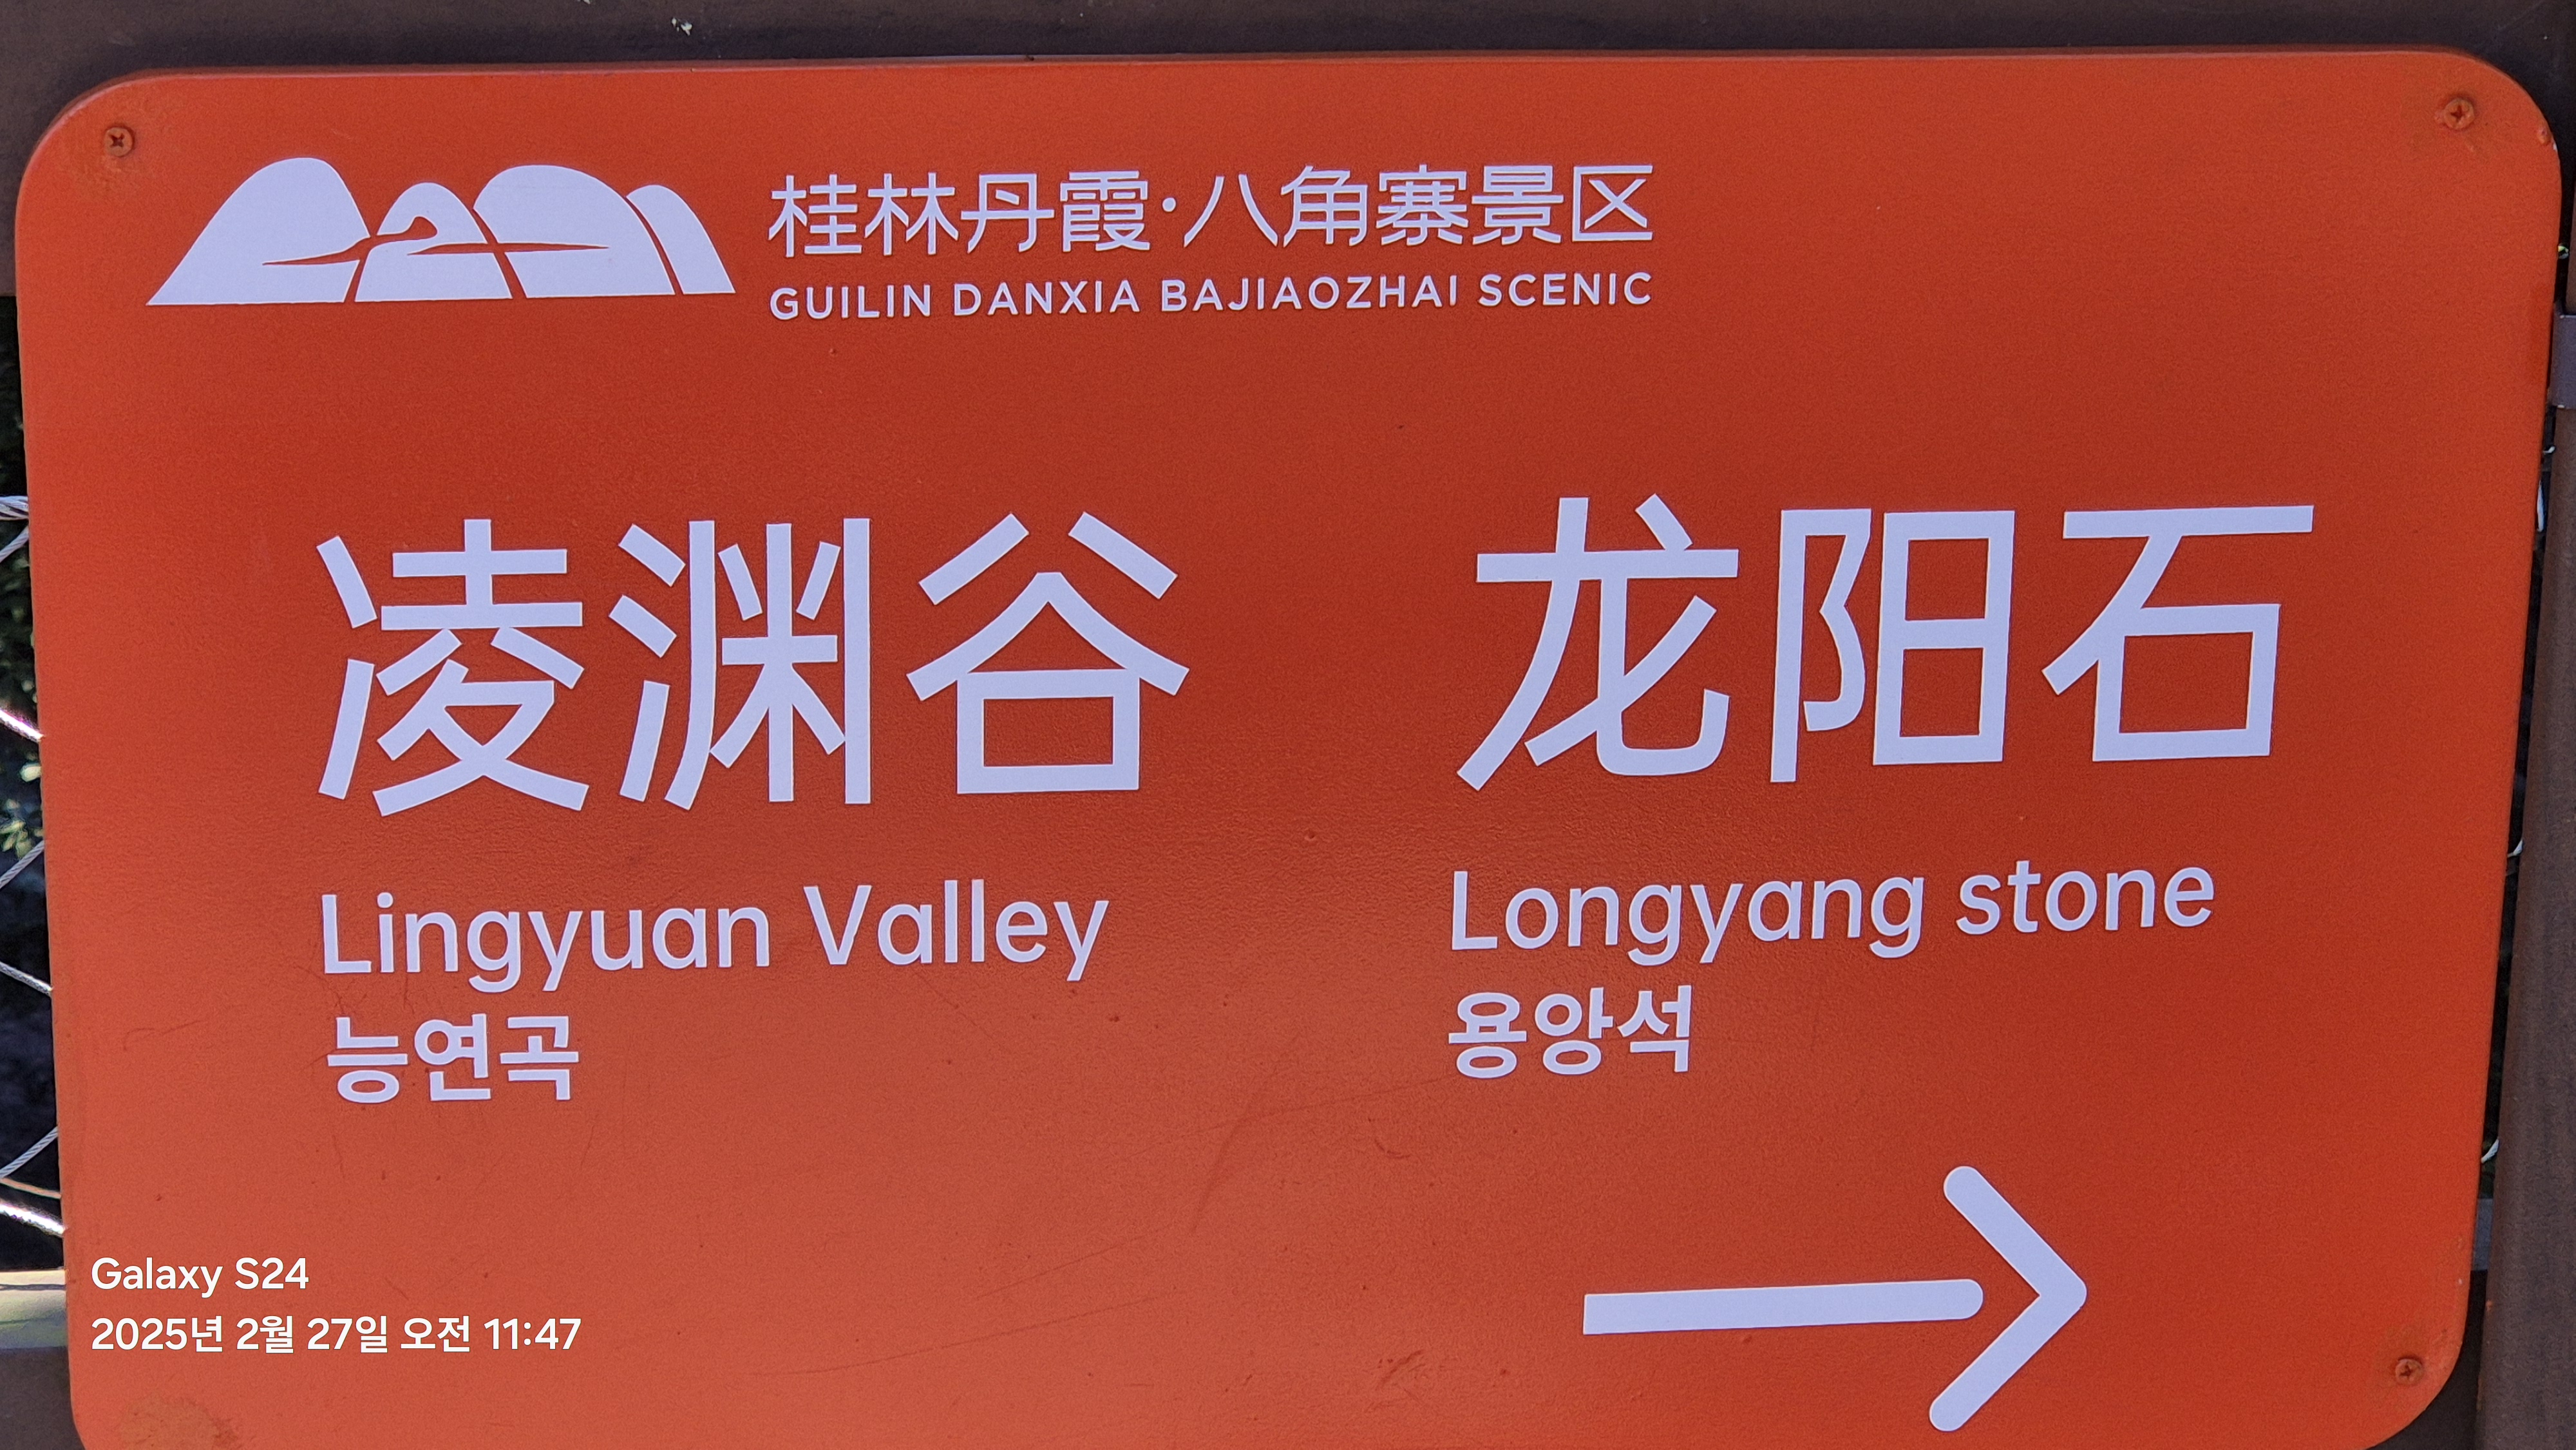 桂林丹霞·八角寨景区
GUILIN DANXIA BAJIAOZHAI SCENIC
凌渊谷
Lingyuan Valley
능연곡
龙阳石
Longyang stone
용앙석
Galaxy S24
2025년 2월 27일 오전 11:47